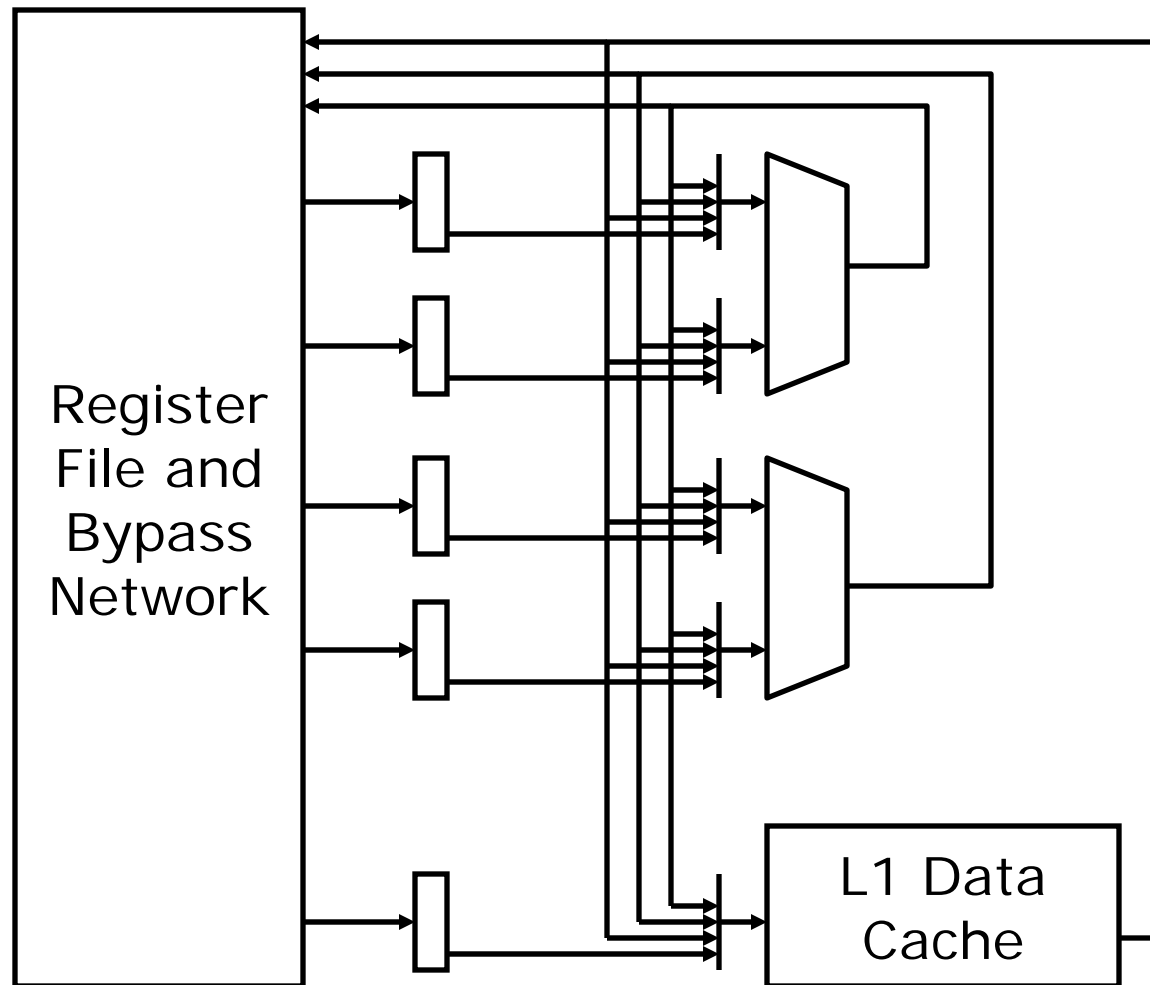 Register
File and
Bypass
Network
L1 Data
Cache